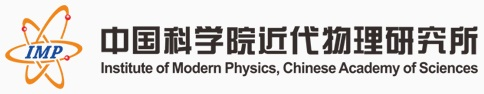 IMP
中国科学院近代物理研究所
Institute of Modern Physics, Chinese Academy of Sciences